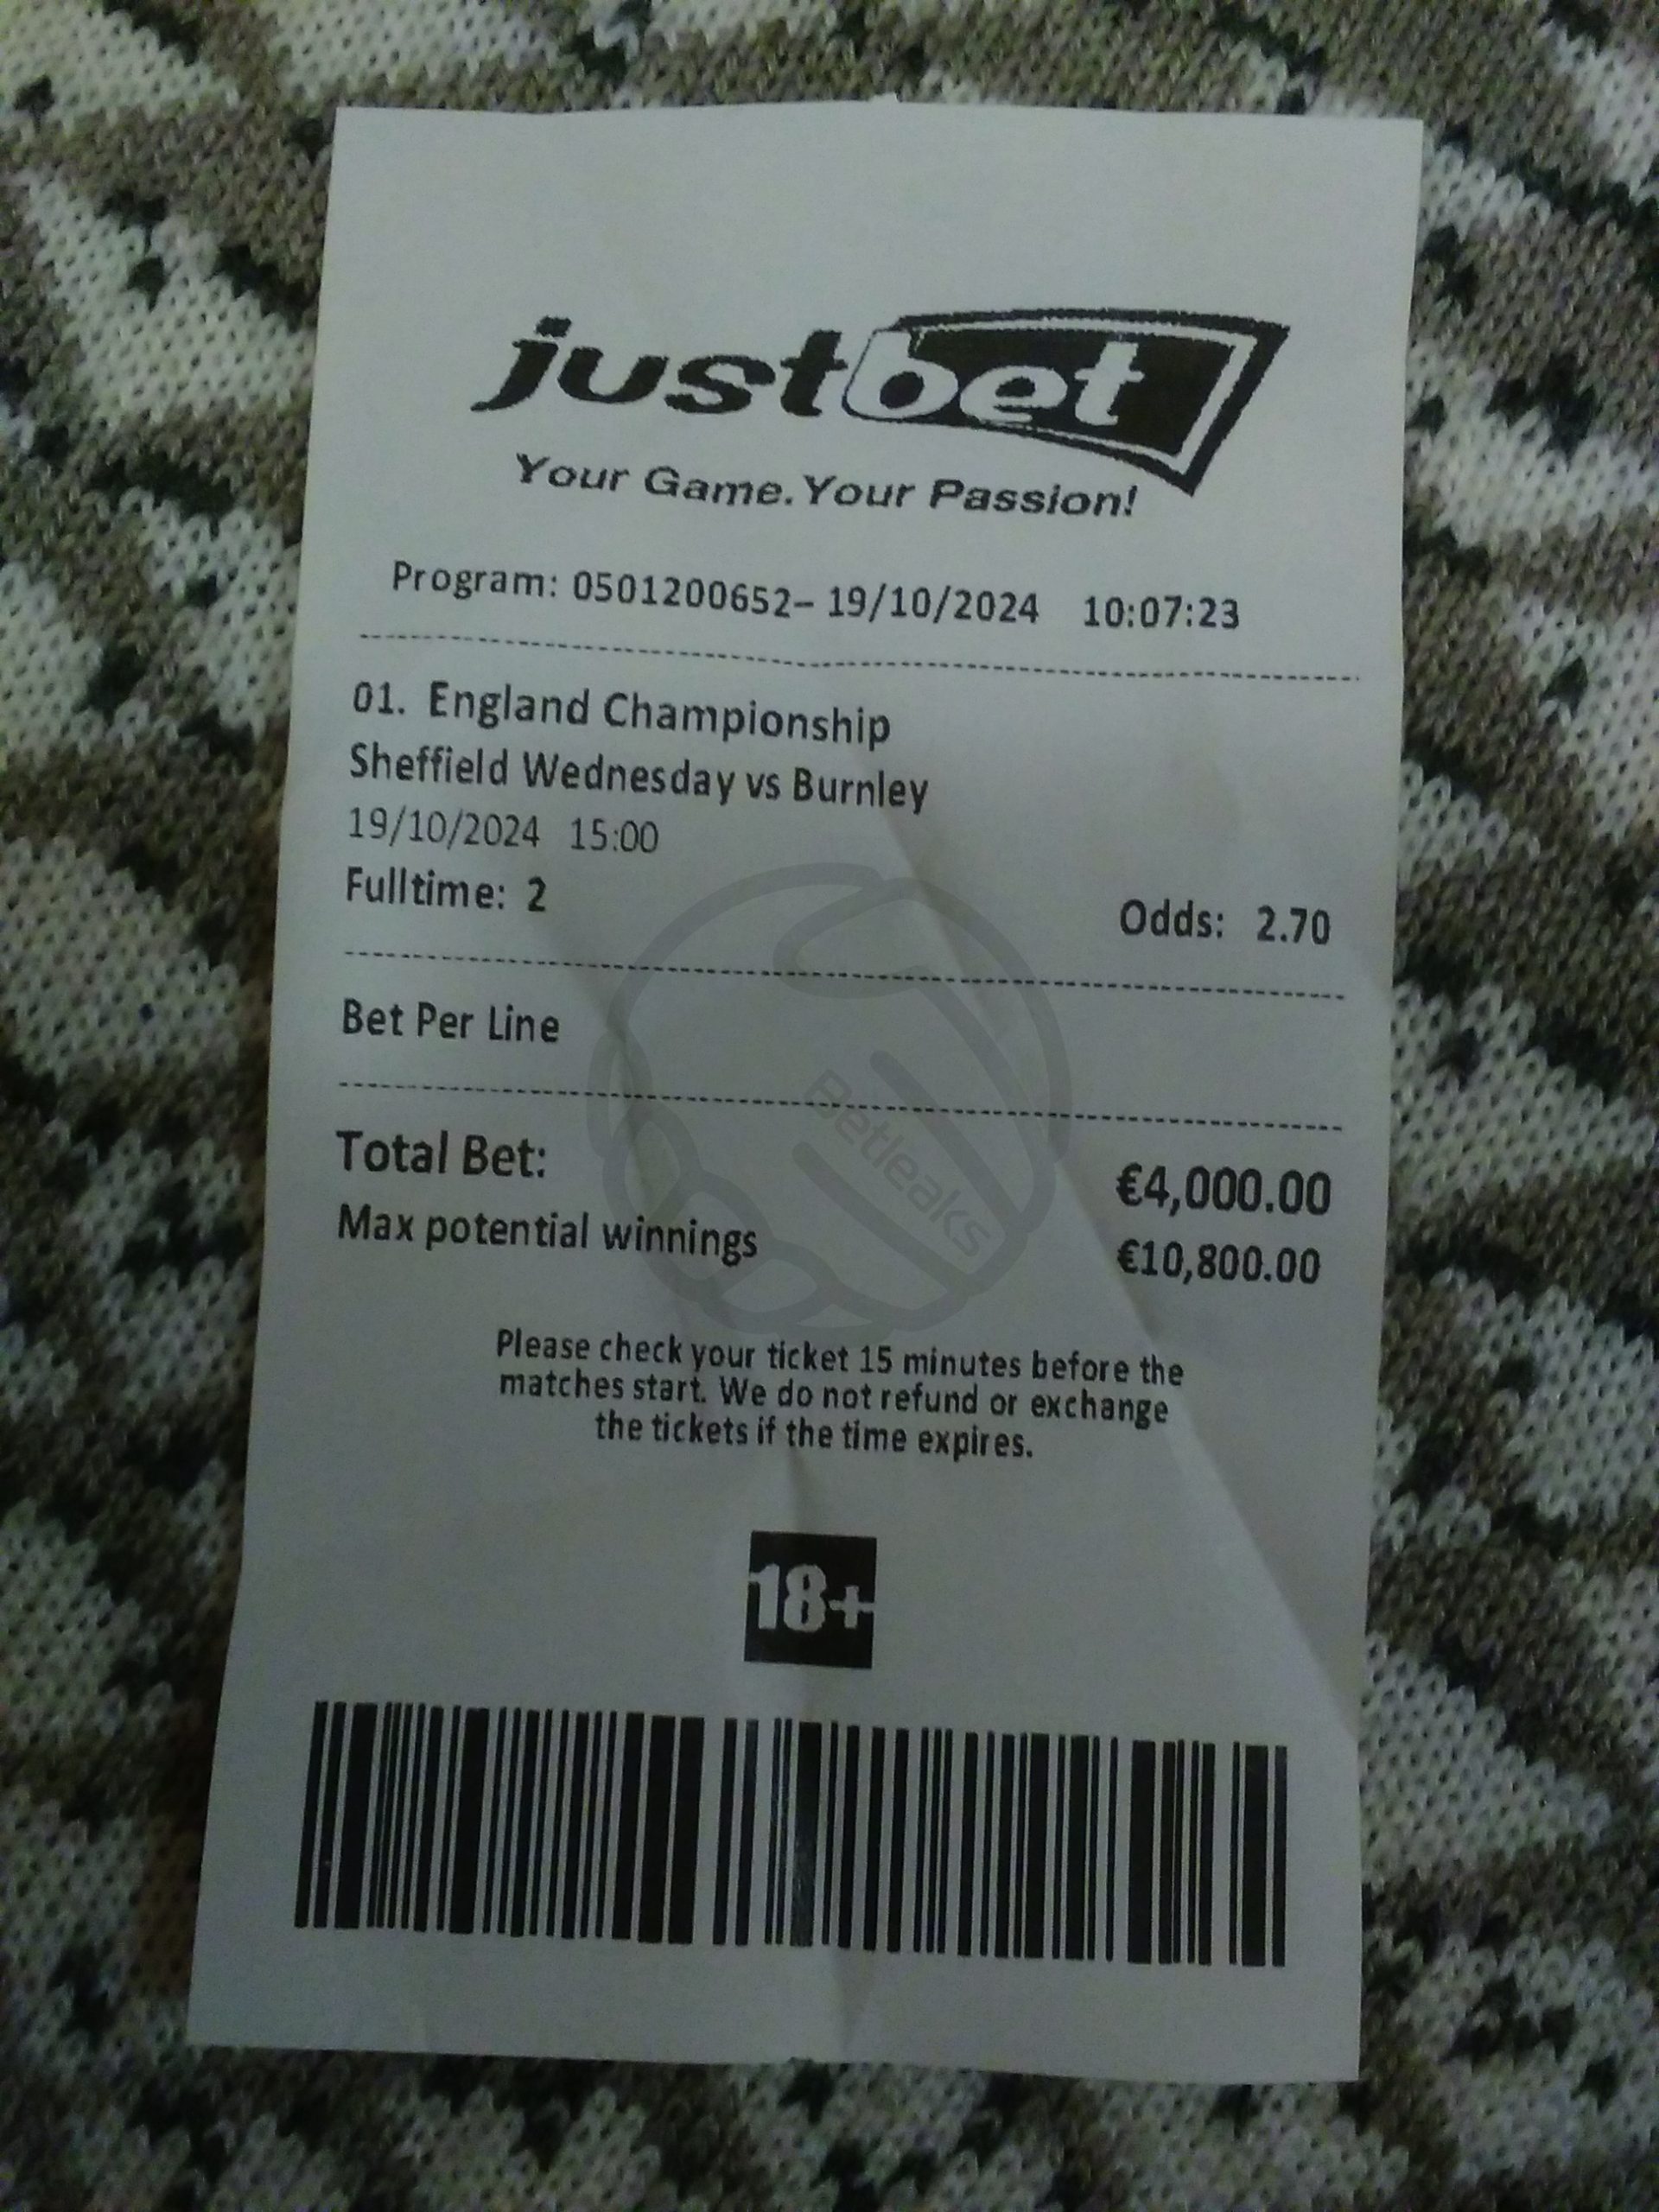 justbet
Your Game. Your Passion!
Program: 0501200652– 19/10/2024 10:07:23
01. England Championship
Sheffield Wednesday vs Burnley
19/10/2024 15:00
Fulltime: 2 Odds: 2.70
Bet Per Line
Betleaks
Total Bet: €4,000.00
Max potential winnings €10,800.00
Please check your ticket 15 minutes before the
matches start. We do not refund or exchange
the tickets if the time expires.
18+